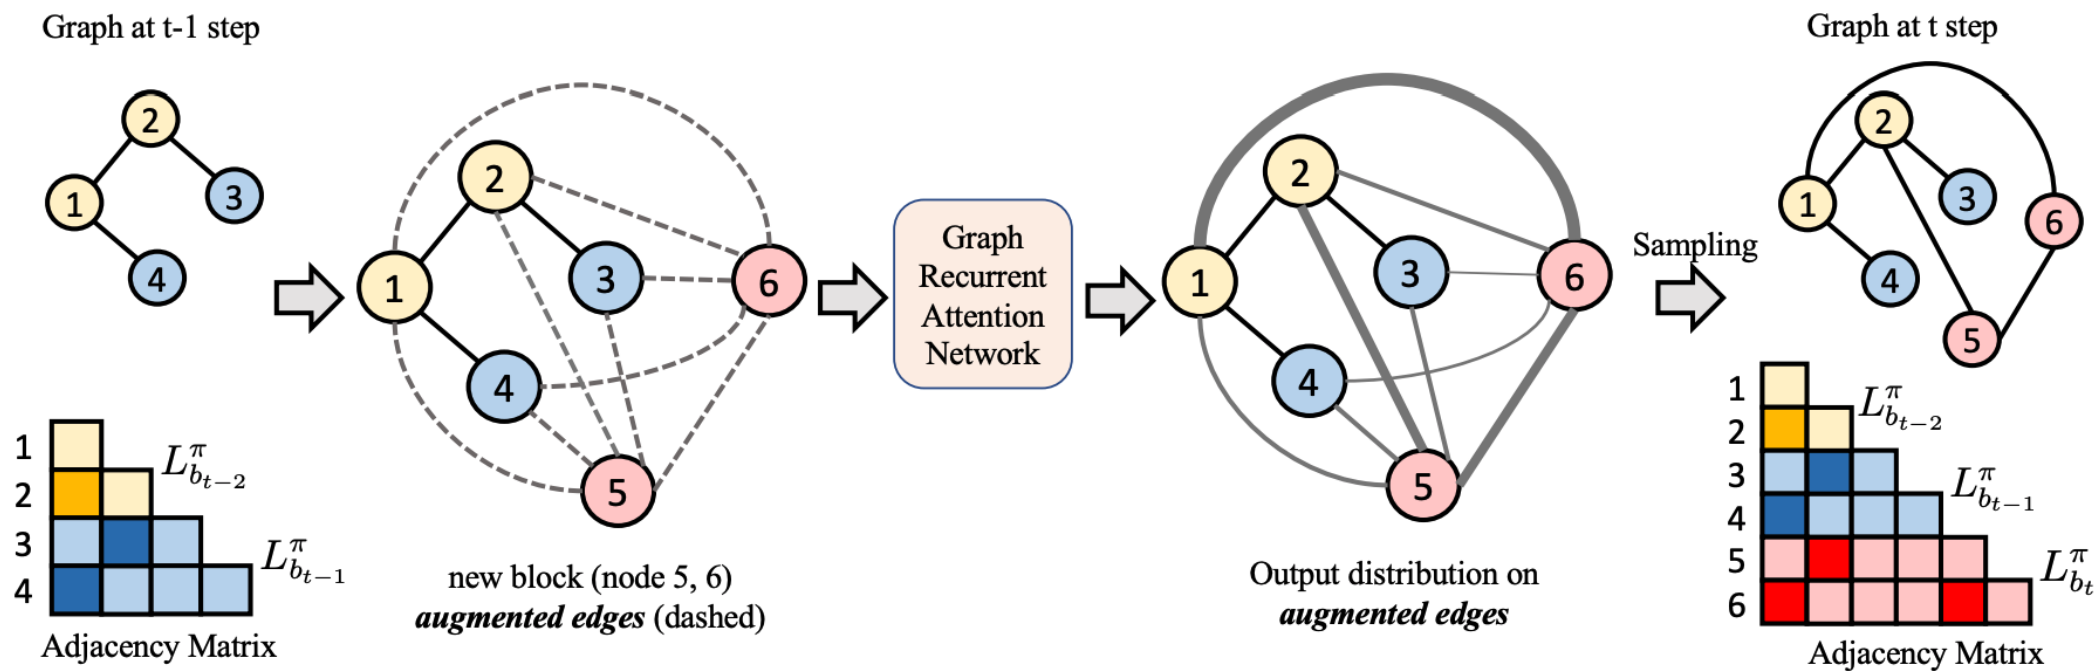 Graph at t-1 step
2
1
3
4
1
2
3
4
L^π_{b_{t-2}}
L^π_{b_{t-1}}
Adjacency Matrix
2
1
3
6
4
5
new block (node 5, 6)
augmented edges (dashed)
Graph
Recurrent
Attention
Network
2
1
3
6
4
5
Output distribution on
augmented edges
Sampling
Graph at t step
2
1
3
6
4
5
1
2
3
4
5
6
L^π_{b_{t-2}}
L^π_{b_{t-1}}
L^π_{b_t}
Adjacency Matrix